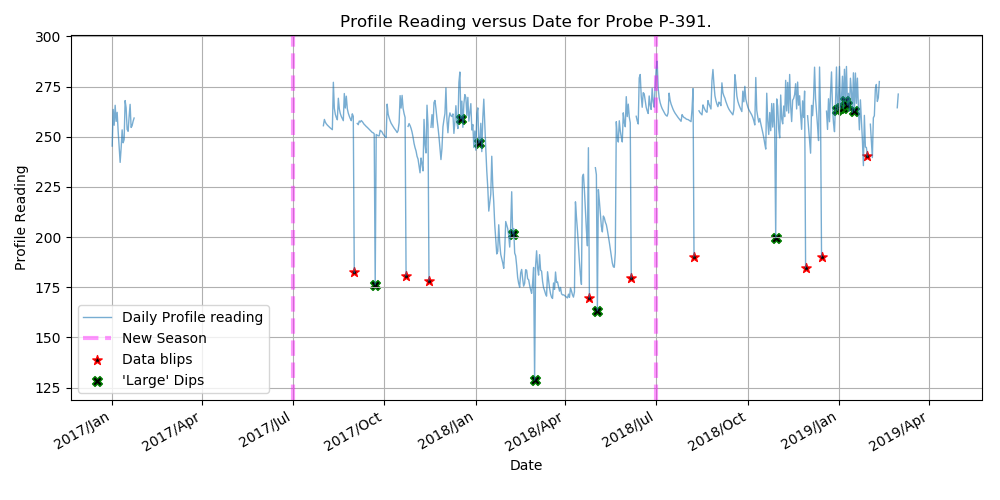 Profile Reading versus Date for Probe P-391.
Profile Reading
300
275
250
225
200
175
150
125
Daily Profile reading
New Season
Data blips
'Large' Dips
2017/Jan
2017/Apr
2017/Jul
2017/Oct
2018/Jan
2018/Apr
2018/Jul
2018/Oct
2019/Jan
2019/Apr
Date